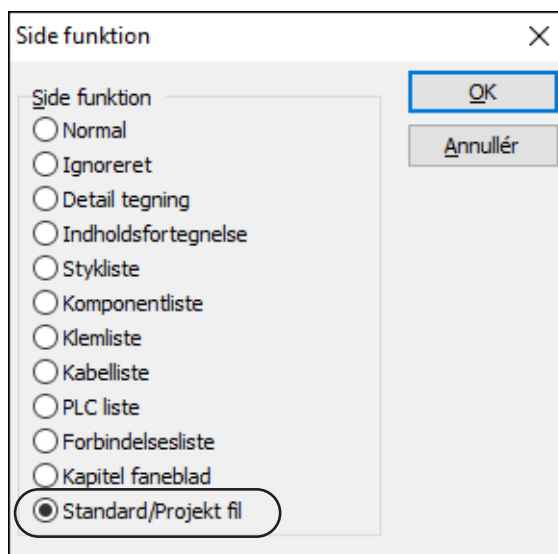 Side funktion
Side funktion
OK
Normal
Annullér
Ignoreret
Detail tegning
Indholdsfortegnelse
Stykliste
Komponentliste
Klemliste
Kabelliste
PLC liste
Forbindelsesliste
Kapitel faneblad
Standard/Projekt fil